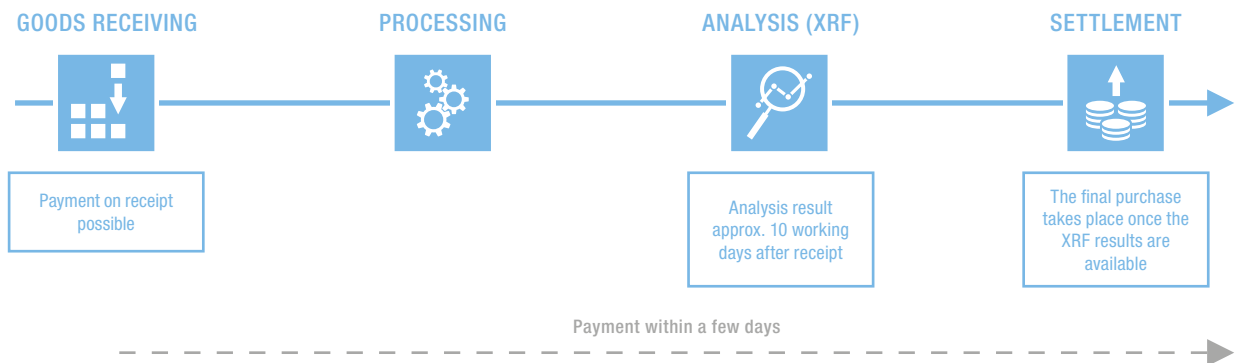 GOODS RECEIVING
PROCESSING
ANALYSIS (XRF)
SETTLEMENT
Payment on receipt
possible
Analysis result
approx. 10 working
days after receipt
The final purchase
takes place once the
XRF results are
available
Payment within a few days